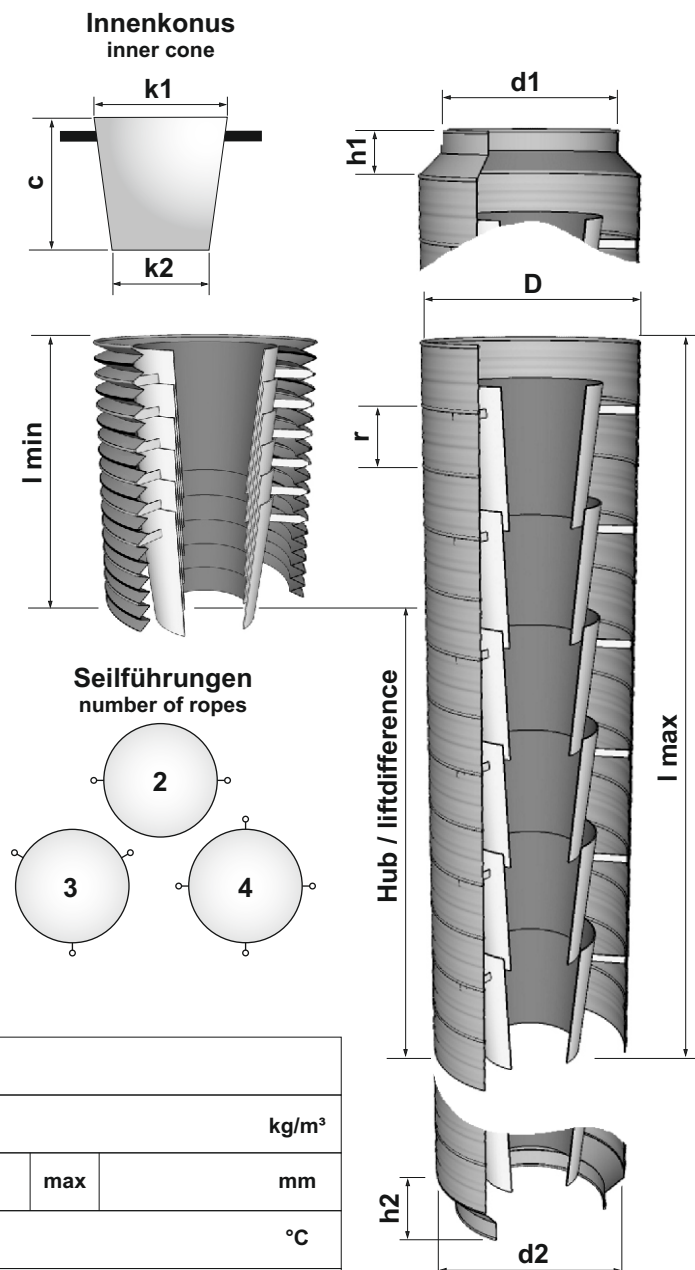 Innenkonus
inner cone
k1
c
k2
d1
h1
D
l min
r
Hub / liftdifference
l max
Seilführungen
number of ropes
2
3
4
kg/m³
max mm
°C
h2
d2